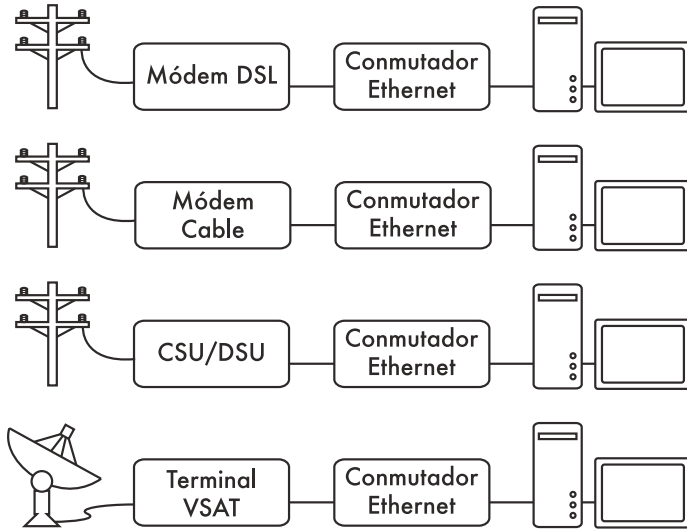 Módem DSL
Conmutador
Ethernet
Módem
Cable
Conmutador
Ethernet
CSU/DSU
Conmutador
Ethernet
Terminal
VSAT
Conmutador
Ethernet